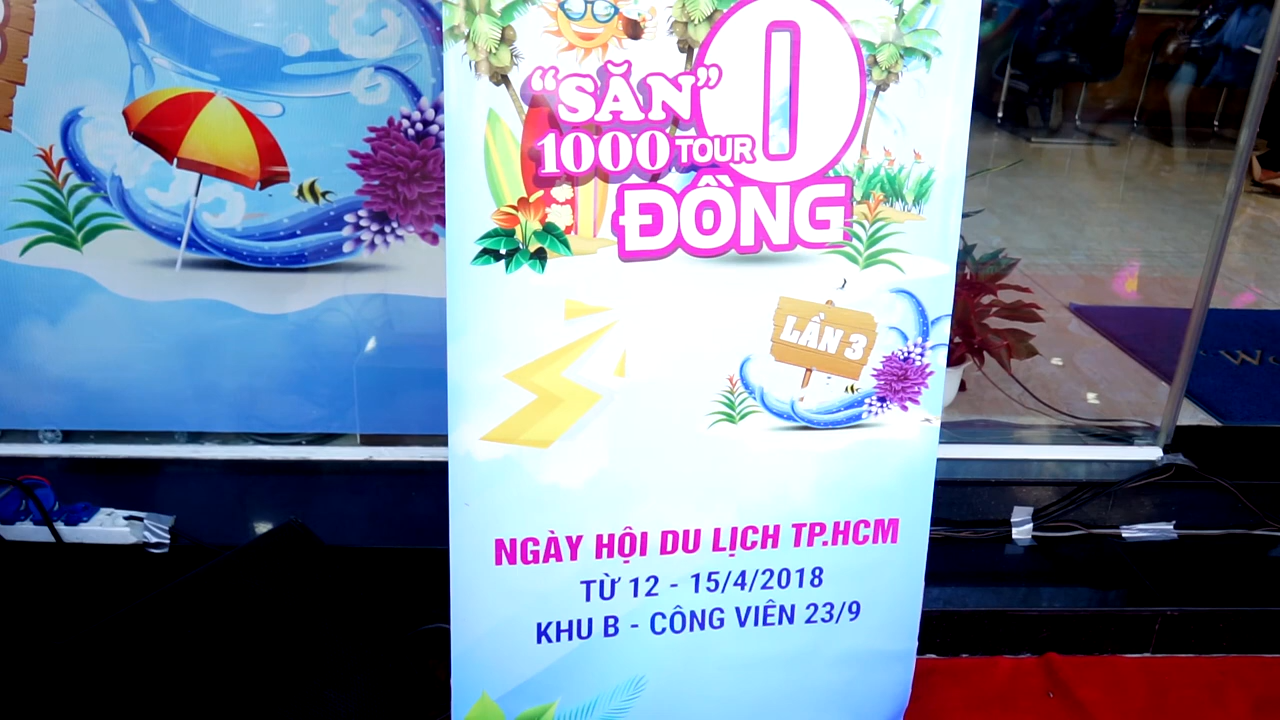 "SĂN" 0
1000 TOUR
ĐỒNG
LẦN 3
NGÀY HỘI DU LỊCH TP.HCM
TỪ 12 - 15/4/2018
KHU B - CÔNG VIÊN 23/9